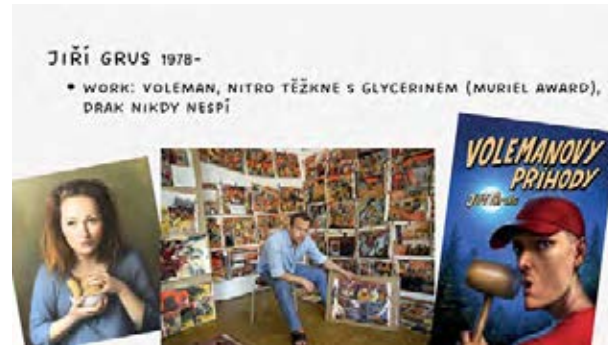 JIŘÍ GRUS 1978-
• WORK: VOLEMAN, NITRO TĚŽKNE S GLYCERINEM (MURIEL AWARD),
DRAK NIKDY NESPÍ
VOLEMANOVY
PŘÍHODY